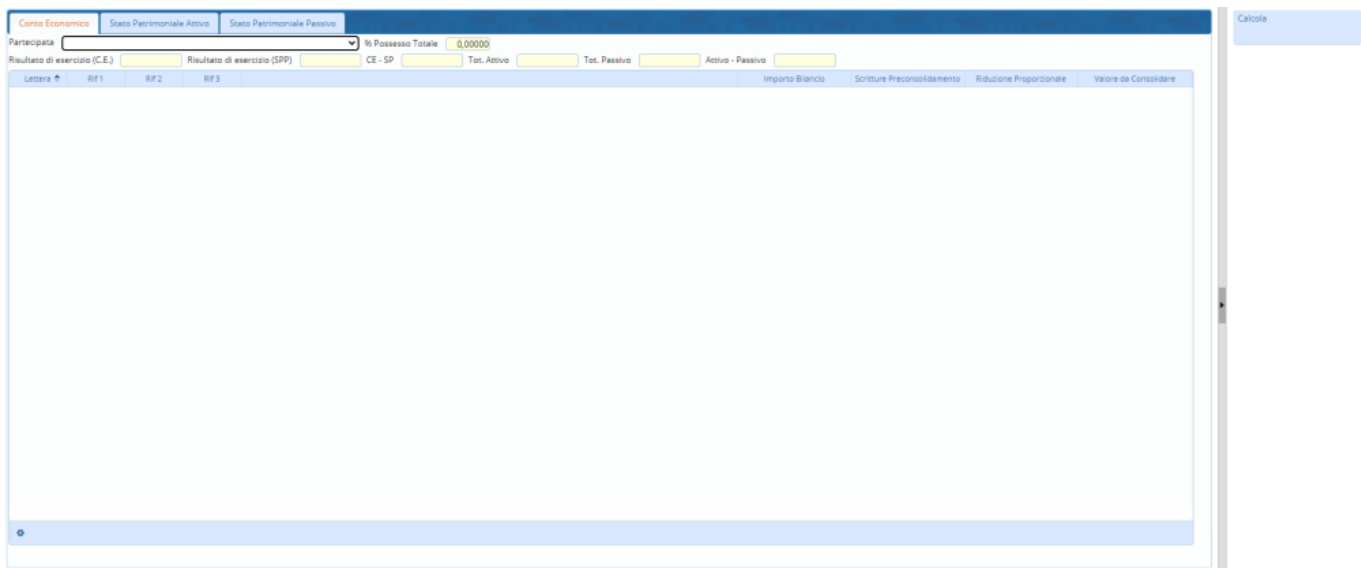 Conto Economico Stato Patrimoniale Attivo Stato Patrimoniale Passivo
Calcola
Partecipata % Possesso Totale 0,00000
Risultato di esercizio (C.E.) Risultato di esercizio (SPP) CE - SP Tot. Attivo Tot. Passivo Attivo - Passivo
Lettera Rif 1 Rif 2 Rif 3 Importo Bilancio Scritture Preconsolidamento Riduzione Proporzionale Valore da Consolidare